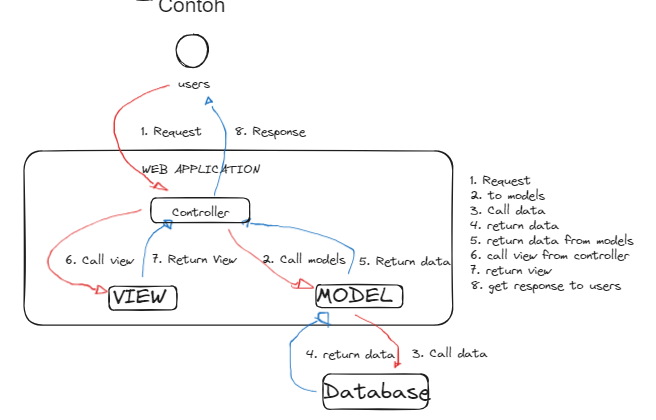 Contoh
users
1. Request
8. Response
WEB APPLICATION
Controller
6. Call view
7. Return View
2. Call models
5. Return data
VIEW
MODEL
4. return data
3. Call data
Database
1. Request
2. to models
3. Call data
4. return data
5. return data from models
6. call view from controller
7. return view
8. get response to users